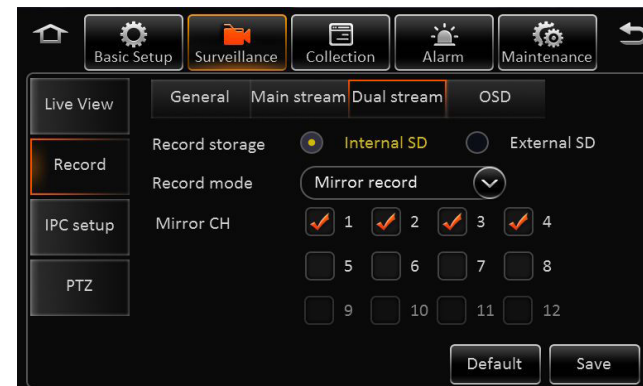 Basic Setup Surveillance Collection Alarm Maintenance
Live View
General Main stream Dual stream OSD
Record storage Internal SD External SD
Record
Record mode Mirror record
IPC setup
Mirror CH 1 2 3 4
5 6 7 8
PTZ
9 10 11 12
Default Save